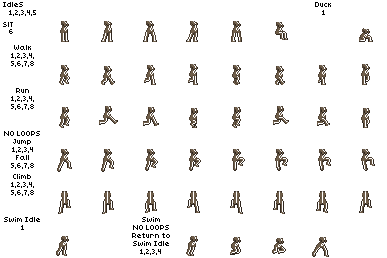 IdleS
1,2,3,4,5
Duck
1
SIT
6
Walk
1,2,3,4,
5,6,7,8
Run
1,2,3,4,
5,6,7,8
NO LOOPS
Jump
1,2,3,4
Fall
5,6,7,8
Climb
1,2,3,4,
5,6,7,8
Swim Idle
1
Swim
NO LOOPS
Return to
Swim Idle
1,2,3,4